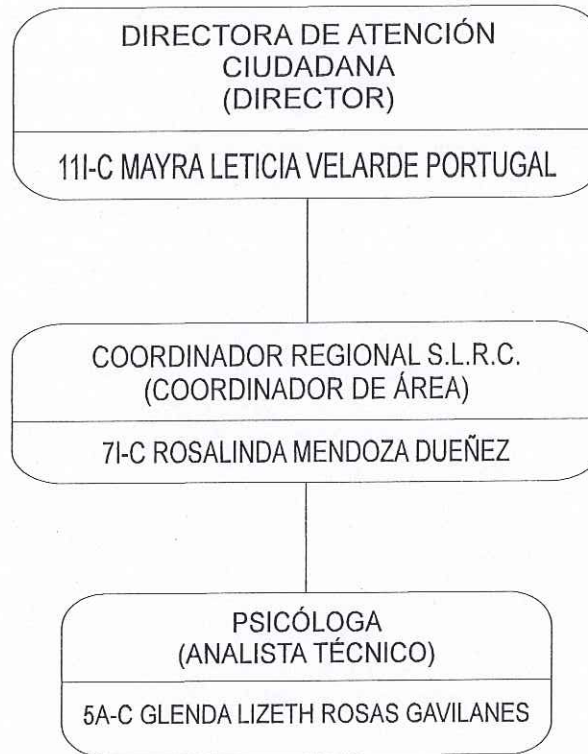 DIRECTORA DE ATENCIÓN
CIUDADANA
(DIRECTOR)
11I-C MAYRA LETICIA VELARDE PORTUGAL
COORDINADOR REGIONAL S.L.R.C.
(COORDINADOR DE ÁREA)
7I-C ROSALINDA MENDOZA DUEÑEZ
PSICÓLOGA
(ANALISTA TÉCNICO)
5A-C GLENDA LIZETH ROSAS GAVILANES